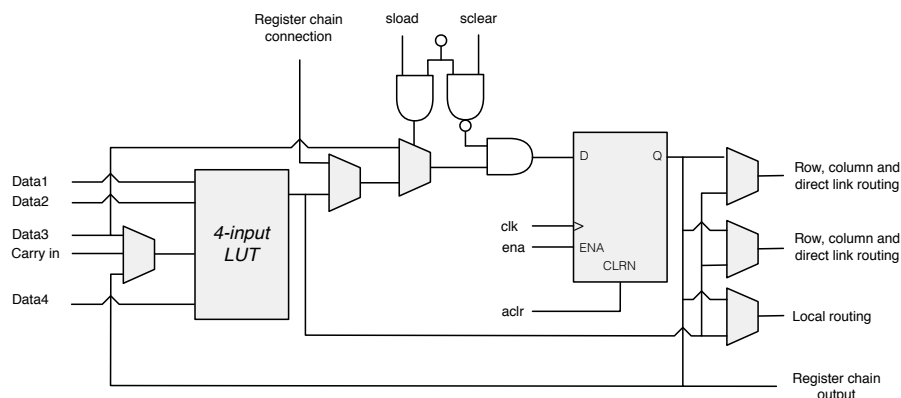 Register chain
connection
sload
sclear
Data1
Data2
Data3
Carry in
Data4
4-input
LUT
D
Q
clk
ena
ENA
CLRN
aclr
Row, column and
direct link routing
Row, column and
direct link routing
Local routing
Register chain
output